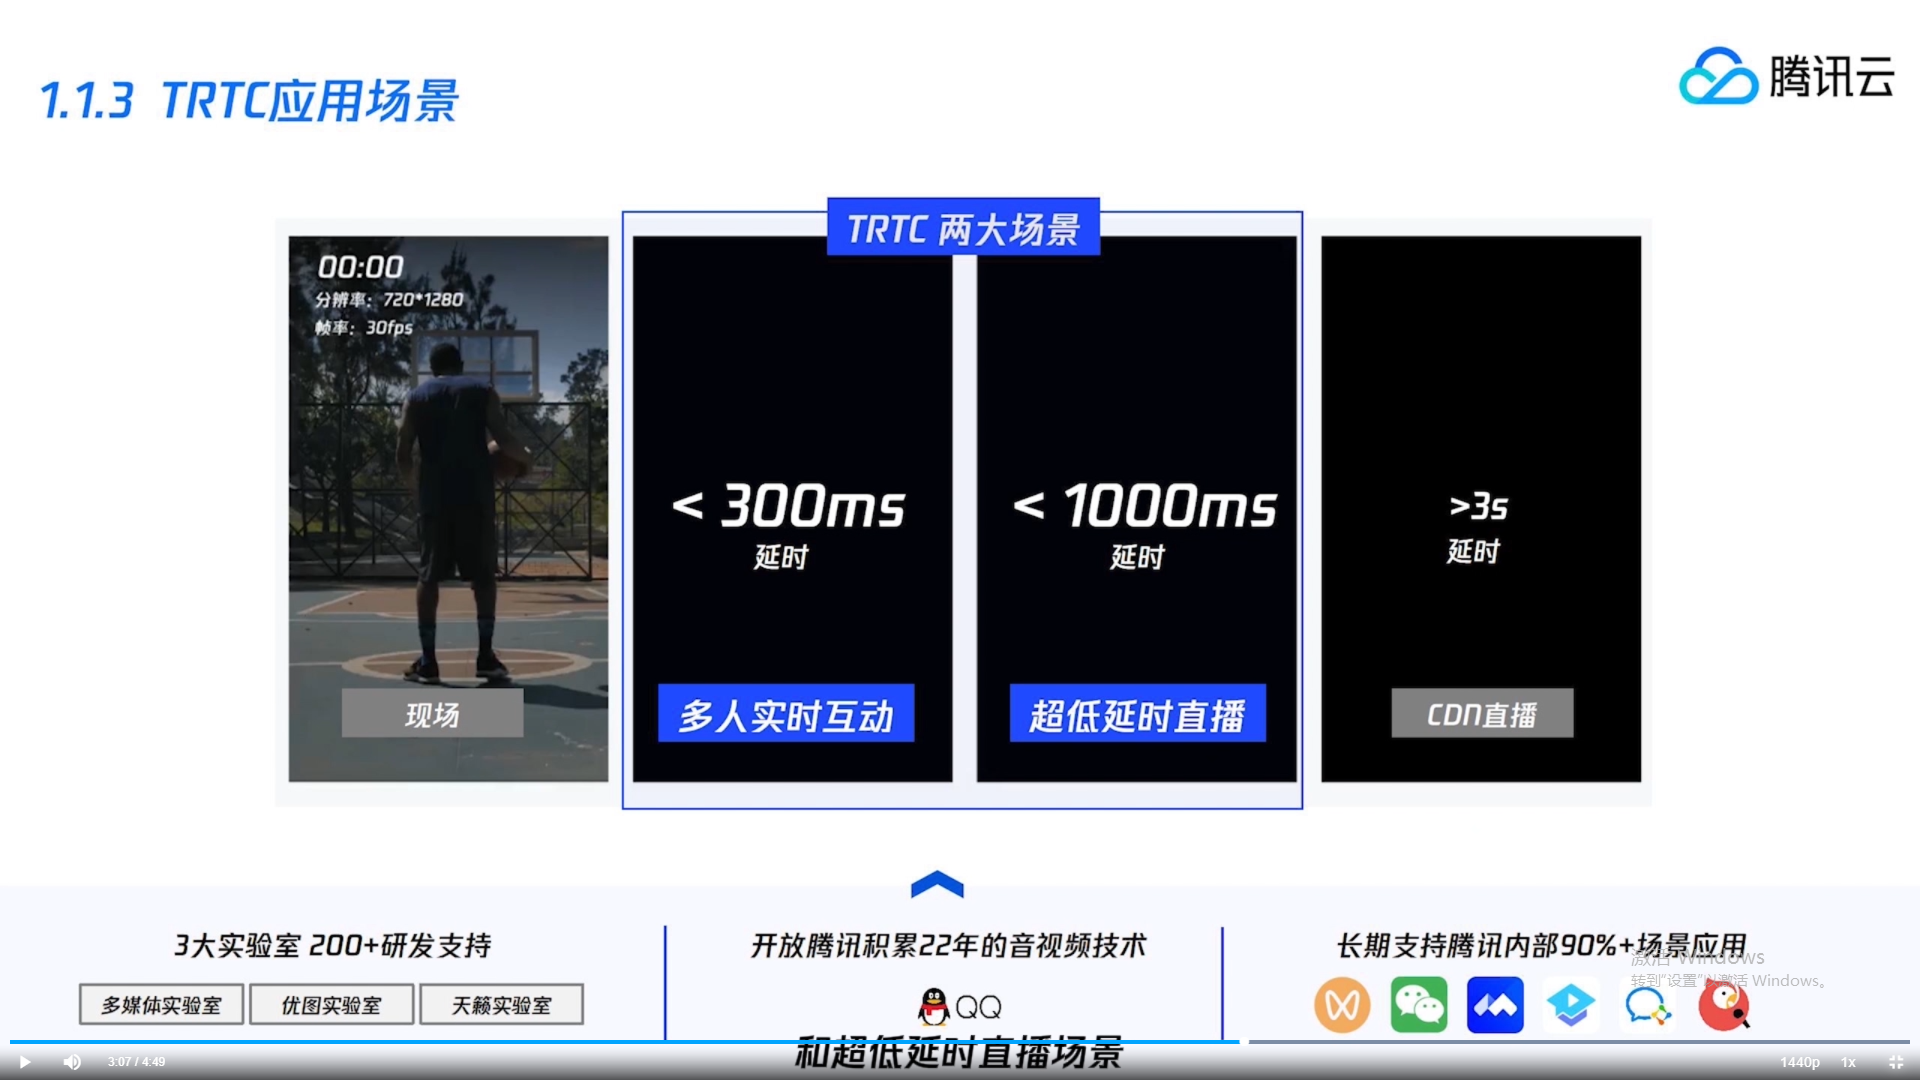 1.1.3 TRTC应用场景
腾讯云
TRTC 两大场景
00:00
分辨率：720*1280
帧率：30fps
< 300ms
延时
< 1000ms
延时
>3s
延时
现场
多人实时互动
超低延时直播
CDN直播
3大实验室 200+研发支持
多媒体实验室 优图实验室 天籁实验室
开放腾讯积累22年的音视频技术
QQ
长期支持腾讯内部90%+场景应用
激活 Windows
转到"设置"以激活 Windows。
和超低延时直播场景
3:07 / 4:49
1440p 1x